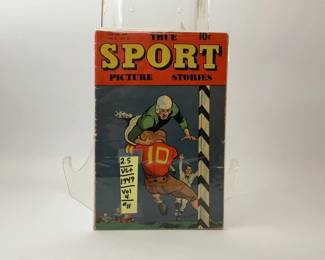 TRUE
10¢
SPORT
PICTURE STORIES
10
2.5
VG+
1949
Vol
4
#11